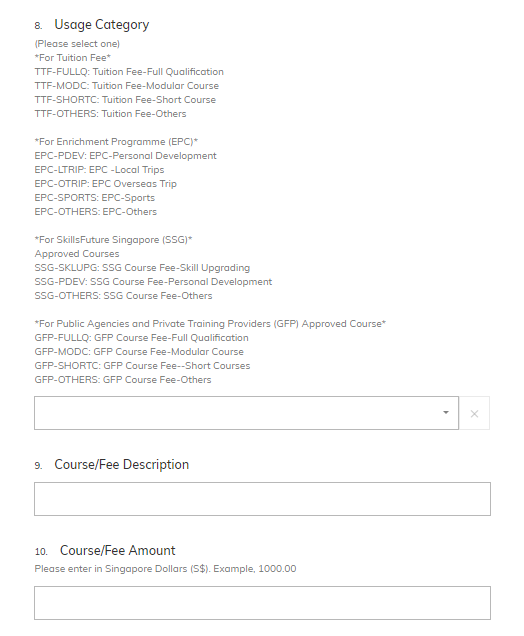 8. Usage Category
(Please select one)
*For Tuition Fee*
TTF-FULLQ: Tuition Fee-Full Qualification
TTF-MODC: Tuition Fee-Modular Course
TTF-SHORTC: Tuition Fee-Short Course
TTF-OTHERS: Tuition Fee-Others
*For Enrichment Programme (EPC)*
EPC-PDEV: EPC-Personal Development
EPC-LTRIP: EPC -Local Trips
EPC-OTRIP: EPC Overseas Trip
EPC-SPORTS: EPC-Sports
EPC-OTHERS: EPC-Others
*For SkillsFuture Singapore (SSG)*
Approved Courses
SSG-SKLUPG: SSG Course Fee-Skill Upgrading
SSG-PDEV: SSG Course Fee-Personal Development
SSG-OTHERS: SSG Course Fee-Others
*For Public Agencies and Private Training Providers (GFP) Approved Course*
GFP-FULLQ: GFP Course Fee-Full Qualification
GFP-MODC: GFP Course Fee-Modular Course
GFP-SHORTC: GFP Course Fee--Short Courses
GFP-OTHERS: GFP Course Fee-Others
9. Course/Fee Description
10. Course/Fee Amount
Please enter in Singapore Dollars (S$). Example, 1000.00